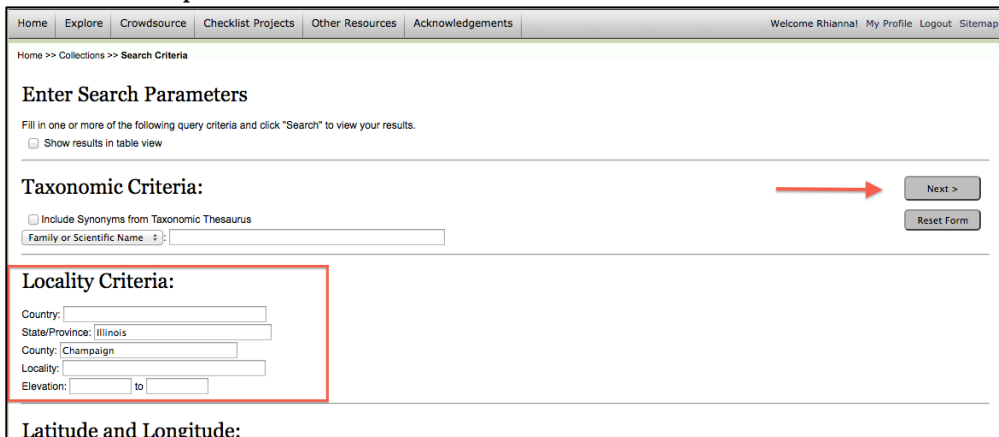 Home Explore Crowdsource Checklist Projects Other Resources Acknowledgements Welcome Rhianna! My Profile Logout Sitemap
Home >> Collections >> Search Criteria
Enter Search Parameters
Fill in one or more of the following query criteria and click "Search" to view your results.
Show results in table view
Taxonomic Criteria:
Next >
Include Synonyms from Taxonomic Thesaurus
Reset Form
Family or Scientific Name :
Locality Criteria:
Country:
State/Province: Illinois
County: Champaign
Locality:
Elevation: to
Latitude and Longitude: